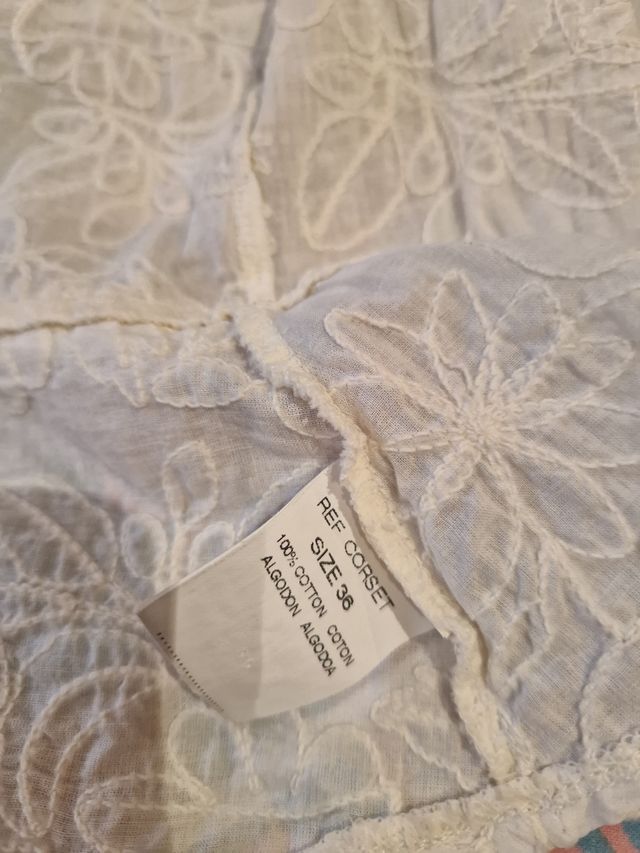 REF CORSET
SIZE.36
100% COTTON COTON
ALGODON ALGODOA